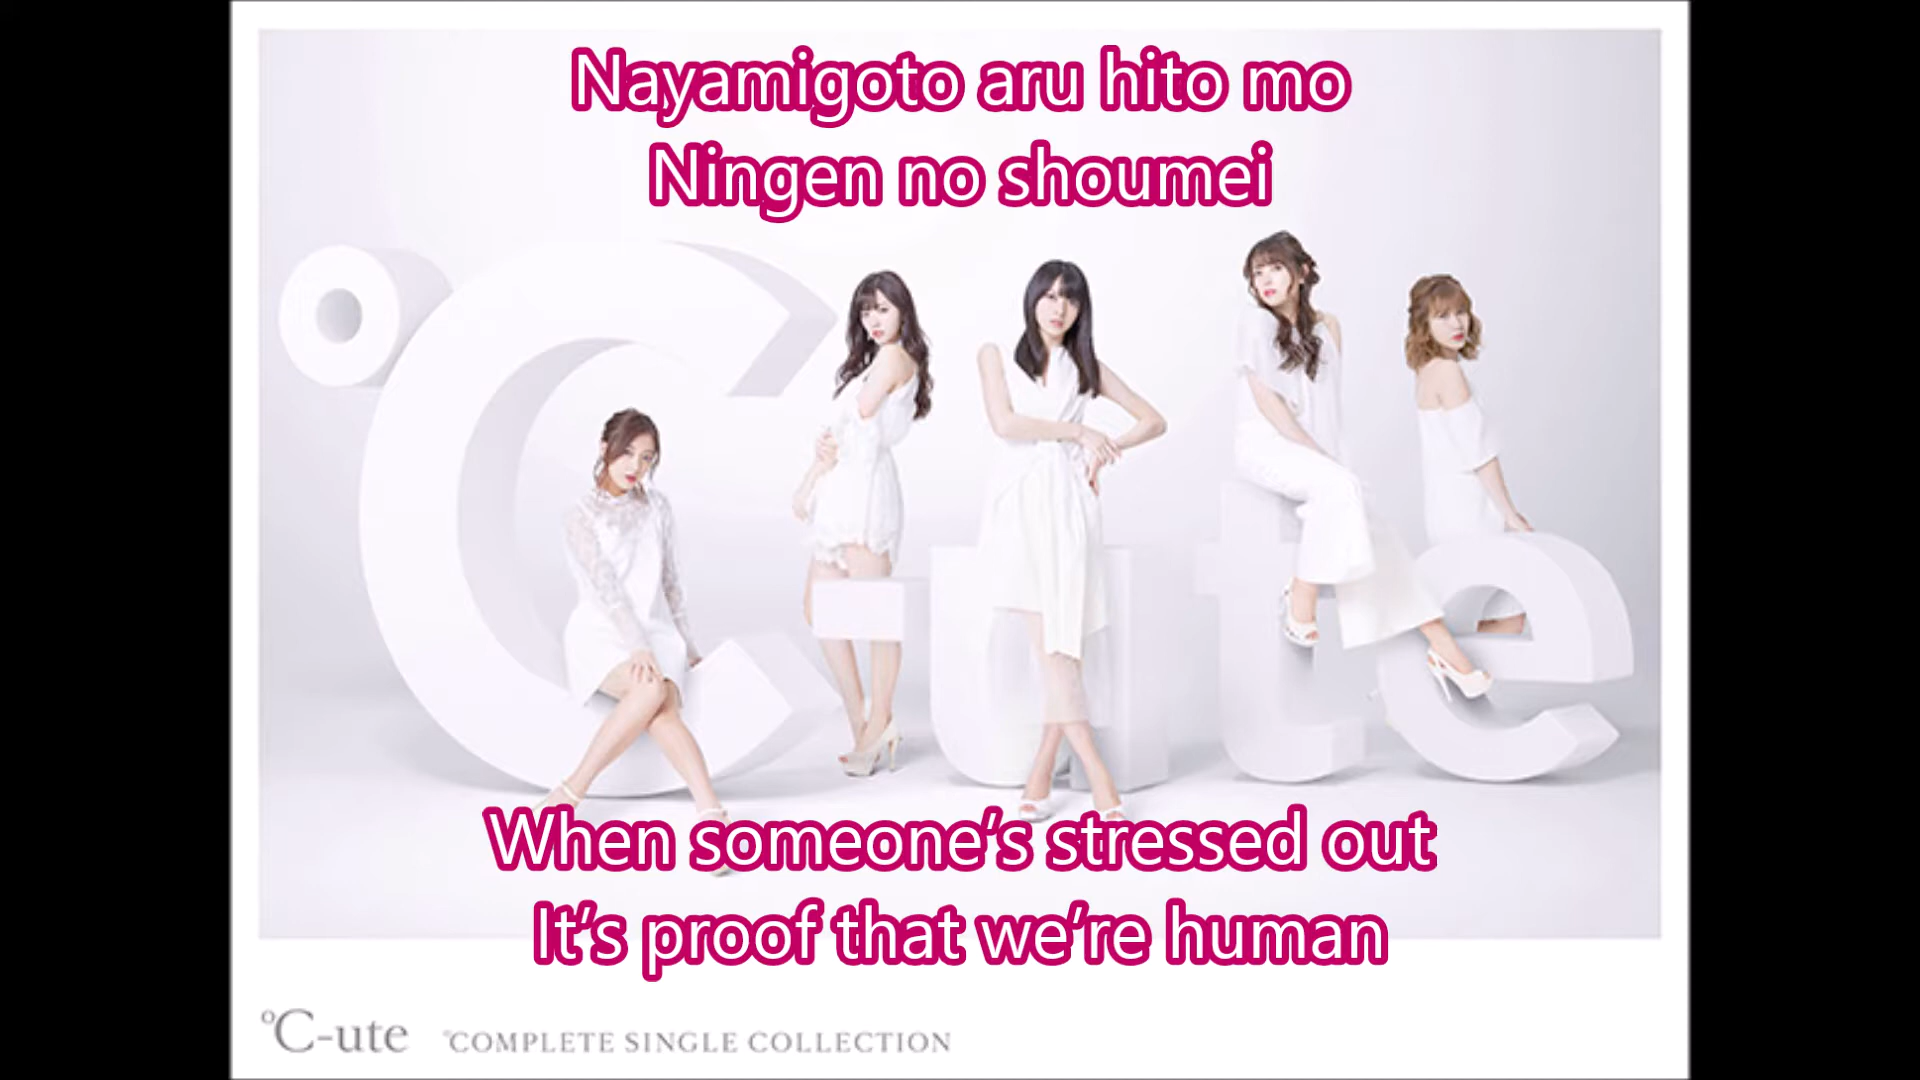 Nayamigoto aru hito mo
Ningen no shoumei
°C-ute
When someone's stressed out
It's proof that we're human
°C-ute °COMPLETE SINGLE COLLECTION